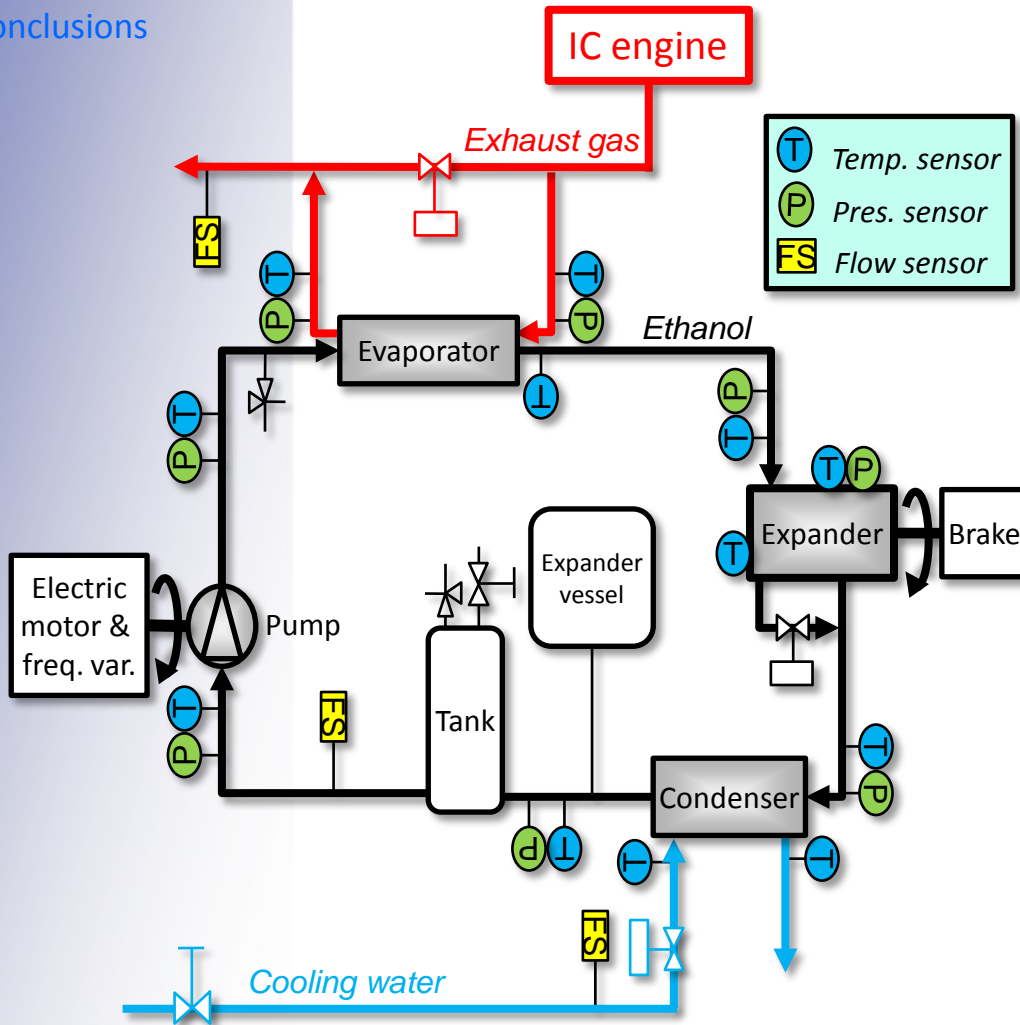 onclusions
IC engine
Exhaust gas
T Temp. sensor
P Pres. sensor
FS Flow sensor
FS
T
P
T
P
Evaporator
Ethanol
T
T
P
P
T
T P
Expander
T
Brake
Electric
motor &
freq. var.
Pump
Expander
vessel
Tank
T
P
FS
T
P
Condenser
P T
T
T
FS
Cooling water